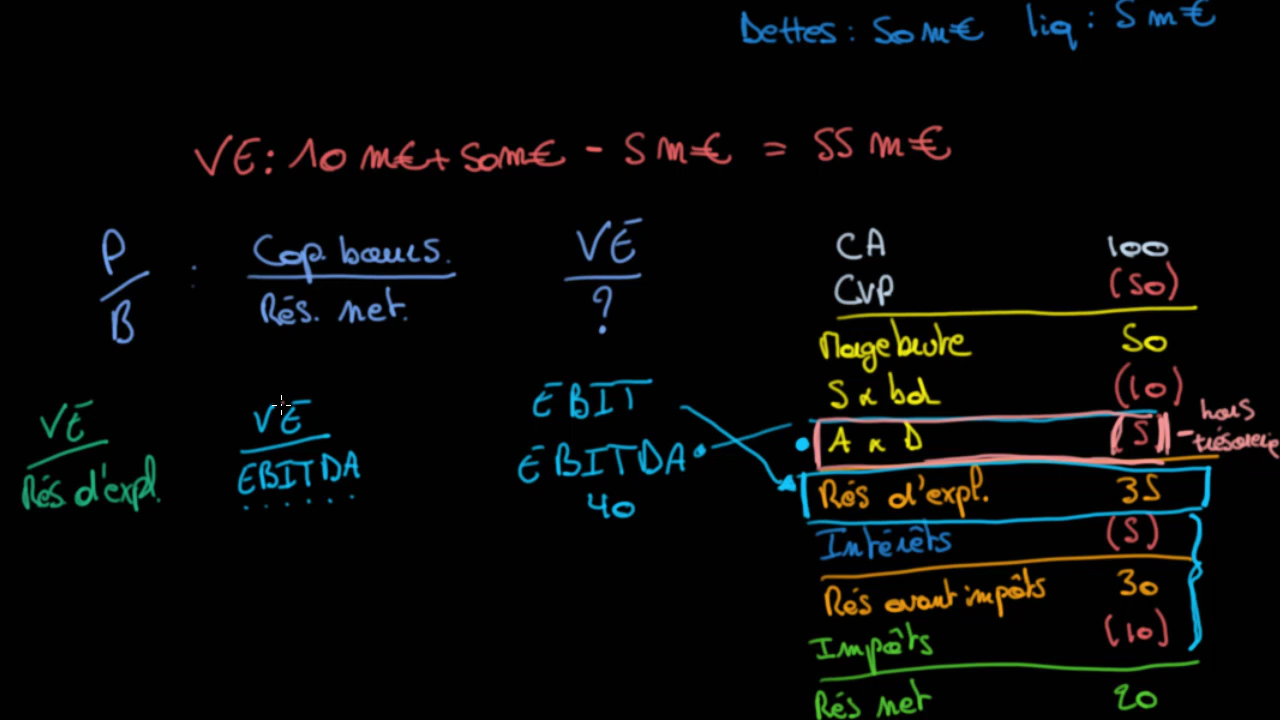 Dettes : 50 m€ liq : 5 m€
VE : 10 m€ + 50 m€ - 5 m€ = 55 m€
P/B : Cap. bours. / Rés. net.
VE / ?
VE / Rés d'expl.
VE / EBITDA
EBIT
EBITDA
40
CA 100
CVP (50)
Marge brute 50
S & bd (10)
A & D (5) - hors trésorerie
Rés d'expl. 35
Intérêts (5)
Rés avant impôts 30
Impôts (10)
Rés net 20